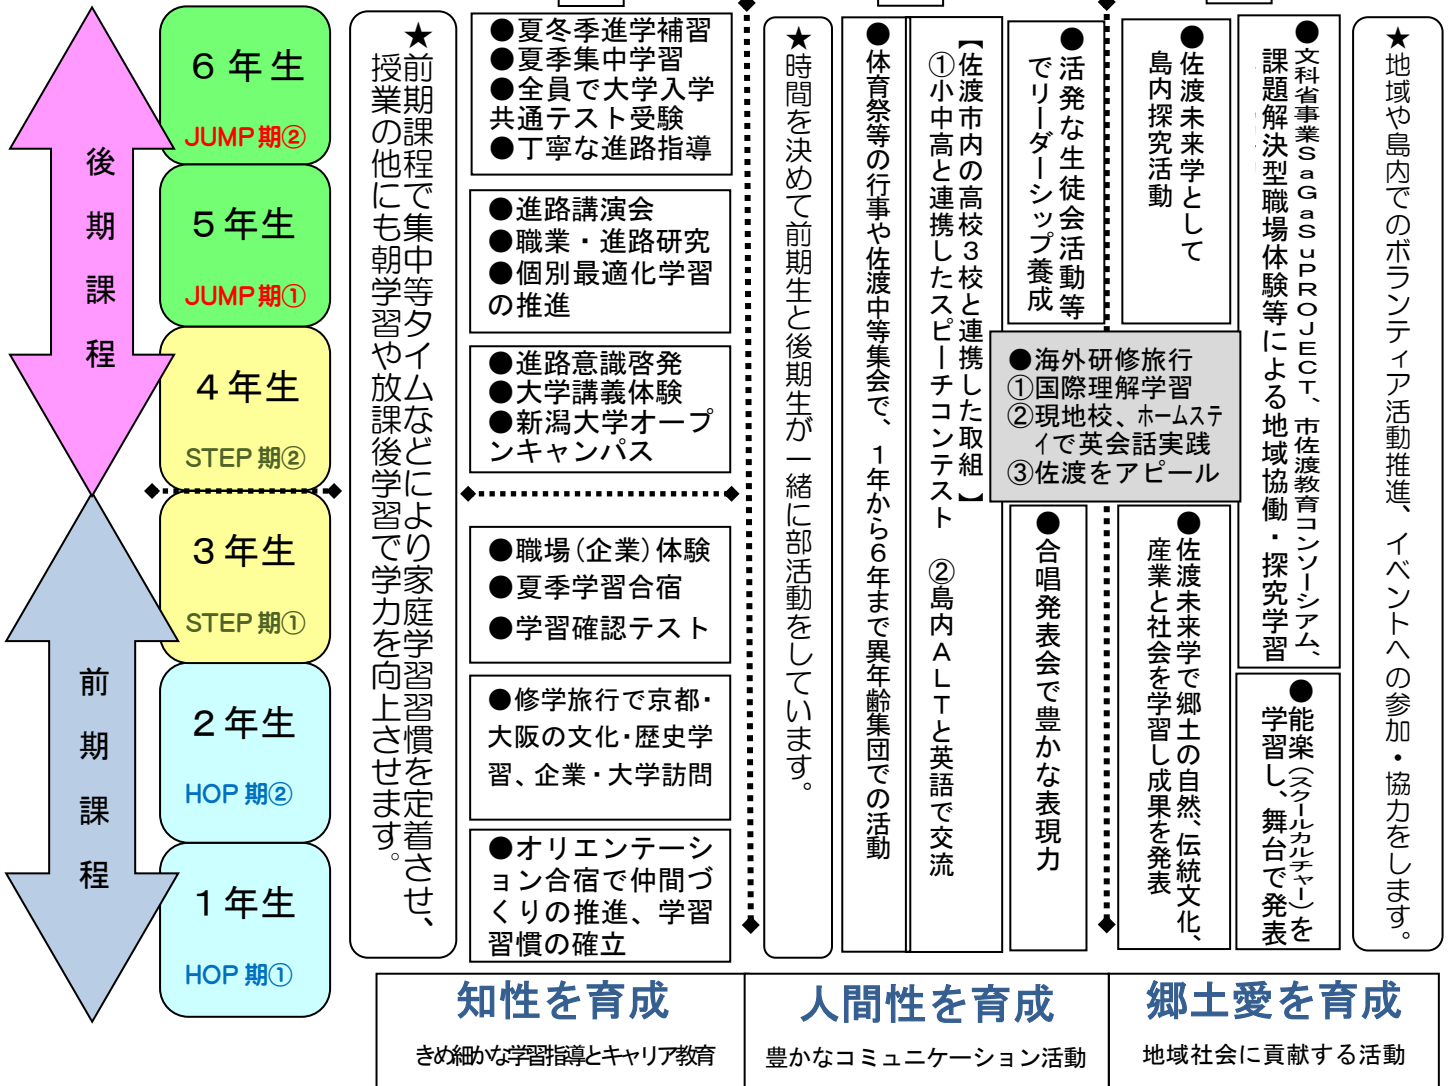 後期課程
前期課程
6年生
JUMP期②
5年生
JUMP期①
4年生
STEP期②
3年生
STEP期①
2年生
HOP期②
1年生
HOP期①
★前期課程で集中等タイムなどにより家庭学習習慣を定着させ、
授業の他にも朝学習や放課後学習で学力を向上させます。
●夏冬季進学補習
●夏季集中学習
●全員で大学入学
共通テスト受験
●丁寧な進路指導
●進路講演会
●職業・進路研究
●個別最適化学習
の推進
●進路意識啓発
●大学講義体験
●新潟大学オープ
ンキャンパス
●職場(企業)体験
●夏季学習合宿
●学習確認テスト
●修学旅行で京都・
大阪の文化・歴史学
習、企業・大学訪問
●オリエンテーシ
ョン合宿で仲間づ
くりの推進、学習
習慣の確立
★時間を決めて前期生と後期生が一緒に部活動をしています。
●体育祭等の行事や佐渡中等集会で、1年から6年まで異年齢集団での活動
【佐渡市内の高校3校と連携した取組】
①小中高と連携したスピーチコンテスト　②島内ALTと英語で交流
●活発な生徒会活動等
でリーダーシップ養成
●海外研修旅行
①国際理解学習
②現地校、ホームステ
イで英会話実践
③佐渡をアピール
●合唱発表会で豊かな表現力
●佐渡未来学として
島内探究活動
●佐渡未来学で郷土の自然、伝統文化、
産業と社会を学習し成果を発表
●文科省事業SaGaSuPROJECT、市佐渡教育コンソーシアム、
課題解決型職場体験等による地域協働・探究学習
●能楽(スクールカルチャー)を
学習し、舞台で発表
★地域や島内でのボランティア活動推進、イベントへの参加・協力をします。
知性を育成
きめ細かな学習指導とキャリア教育
人間性を育成
豊かなコミュニケーション活動
郷土愛を育成
地域社会に貢献する活動